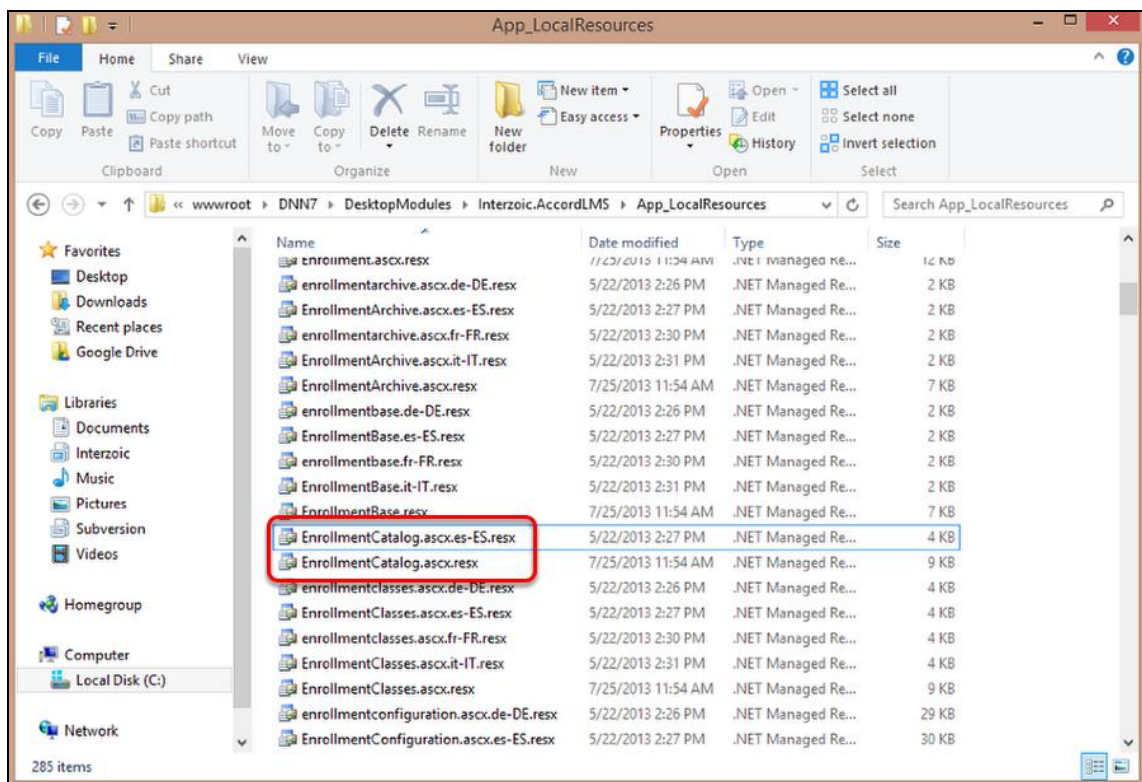 App_LocalResources
File Home Share View
Copy Paste Cut Copy path Paste shortcut
Move to Copy to Delete Rename
New folder New item Easy access
Properties Open Edit History
Select all Select none Invert selection
Clipboard Organize New Open Select
« wwwroot DNN7 DesktopModules Interzoic.AccordLMS App_LocalResources Search App_LocalResources
Favorites
Desktop
Downloads
Recent places
Google Drive
Libraries
Documents
Interzoic
Music
Pictures
Subversion
Videos
Homegroup
Computer
Local Disk (C:)
Network
Name Date modified Type Size
Enrollment.ascx.resx 7/25/2013 11:54 AM .NET Managed Re... 12 KB
enrollmentarchive.ascx.de-DE.resx 5/22/2013 2:26 PM .NET Managed Re... 2 KB
EnrollmentArchive.ascx.es-ES.resx 5/22/2013 2:27 PM .NET Managed Re... 2 KB
enrollmentarchive.ascx.fr-FR.resx 5/22/2013 2:30 PM .NET Managed Re... 2 KB
EnrollmentArchive.ascx.it-IT.resx 5/22/2013 2:31 PM .NET Managed Re... 2 KB
EnrollmentArchive.ascx.resx 7/25/2013 11:54 AM .NET Managed Re... 7 KB
enrollmentbase.de-DE.resx 5/22/2013 2:26 PM .NET Managed Re... 2 KB
EnrollmentBase.es-ES.resx 5/22/2013 2:27 PM .NET Managed Re... 2 KB
enrollmentbase.fr-FR.resx 5/22/2013 2:30 PM .NET Managed Re... 2 KB
EnrollmentBase.it-IT.resx 5/22/2013 2:31 PM .NET Managed Re... 2 KB
EnrollmentBase.resx 7/25/2013 11:54 AM .NET Managed Re... 7 KB
EnrollmentCatalog.ascx.es-ES.resx 5/22/2013 2:27 PM .NET Managed Re... 4 KB
EnrollmentCatalog.ascx.resx 7/25/2013 11:54 AM .NET Managed Re... 9 KB
enrollmentclasses.ascx.de-DE.resx 5/22/2013 2:26 PM .NET Managed Re... 4 KB
EnrollmentClasses.ascx.es-ES.resx 5/22/2013 2:27 PM .NET Managed Re... 4 KB
enrollmentclasses.ascx.fr-FR.resx 5/22/2013 2:30 PM .NET Managed Re... 4 KB
EnrollmentClasses.ascx.it-IT.resx 5/22/2013 2:31 PM .NET Managed Re... 4 KB
EnrollmentClasses.ascx.resx 7/25/2013 11:54 AM .NET Managed Re... 9 KB
enrollmentconfiguration.ascx.de-DE.resx 5/22/2013 2:26 PM .NET Managed Re... 29 KB
EnrollmentConfiguration.ascx.es-ES.resx 5/22/2013 2:27 PM .NET Managed Re... 30 KB
285 items